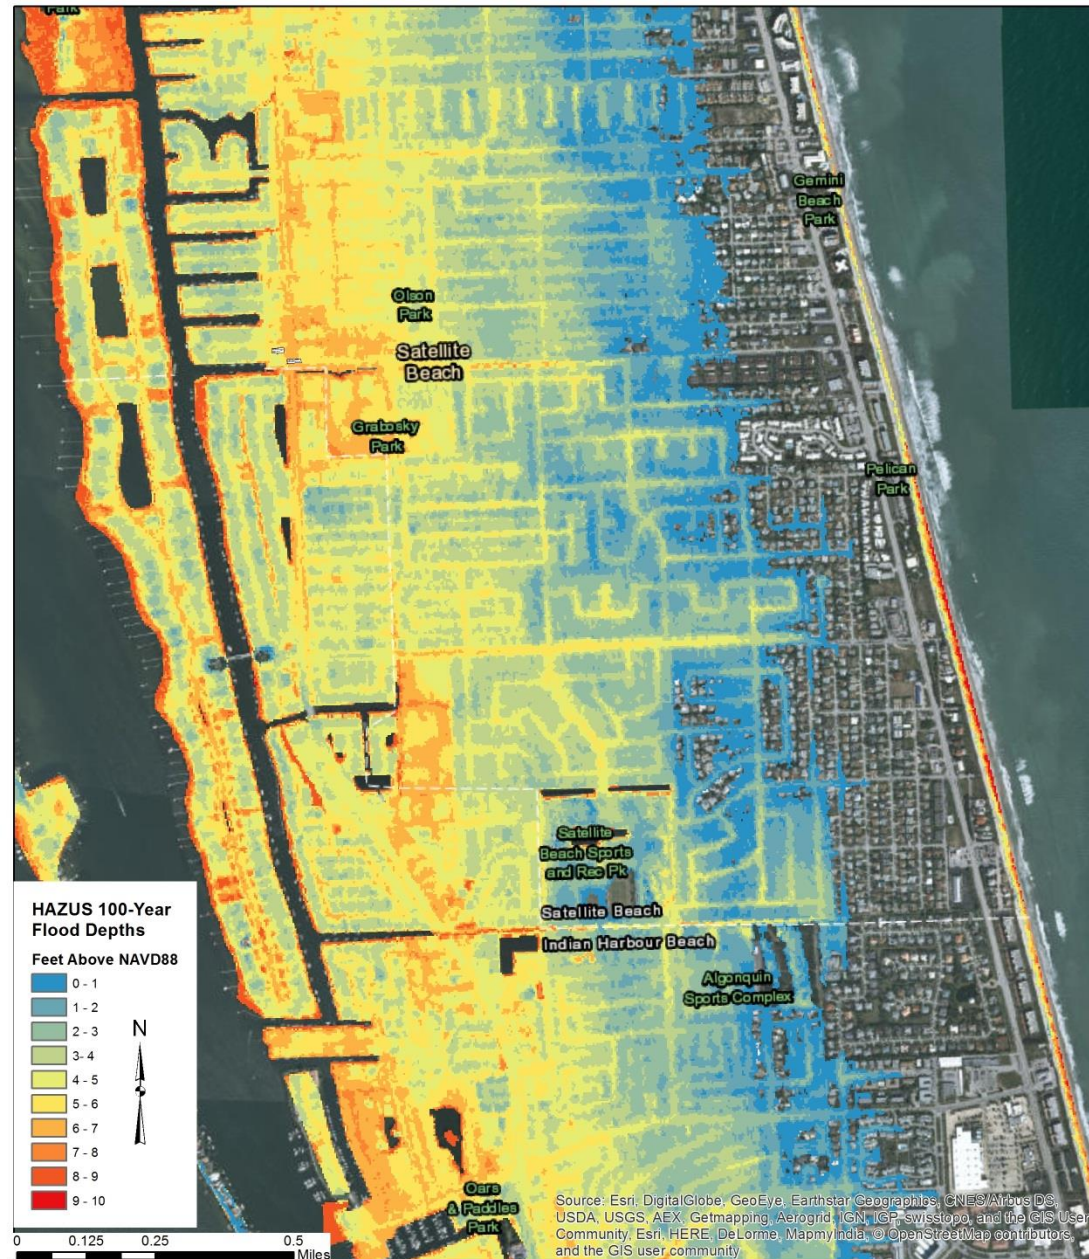 Park
Gemini
Beach
Park
Olson
Park
Satellite
Beach
Grabosky
Park
Pelican
Park
Satellite
Beach Sports
and Rec Pk
Satellite Beach
Indian Harbour Beach
Algonquin
Sports Complex
HAZUS 100-Year
Flood Depths
Feet Above NAVD88
0 - 1
1 - 2
2 - 3
3- 4
4 - 5
5 - 6
6 - 7
7 - 8
8 - 9
9 - 10
N
Oars
& Paddles
Park
0 0.125 0.25 0.5
Miles
Source: Esri, DigitalGlobe, GeoEye, Earthstar Geographics, CNES/Airbus DS,
USDA, USGS, AEX, Getmapping, Aerogrid, IGN, IGP, swisstopo, and the GIS User
Community, Esri, HERE, DeLorme, MapmyIndia, © OpenStreetMap contributors,
and the GIS user community